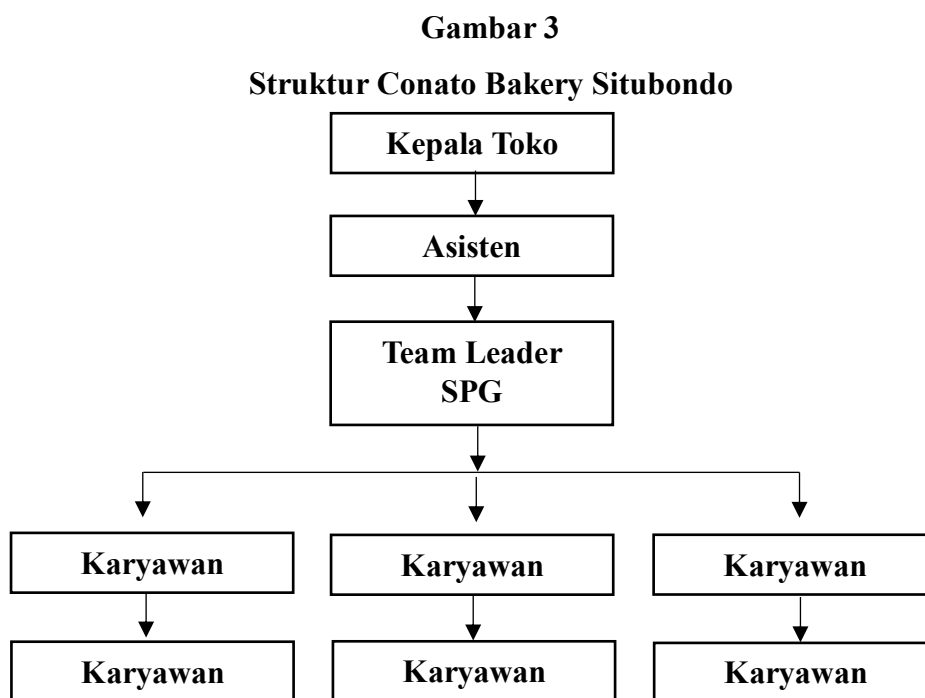 Gambar 3
Struktur Conato Bakery Situbondo
Kepala Toko
Asisten
Team Leader
SPG
Karyawan
Karyawan
Karyawan
Karyawan
Karyawan
Karyawan